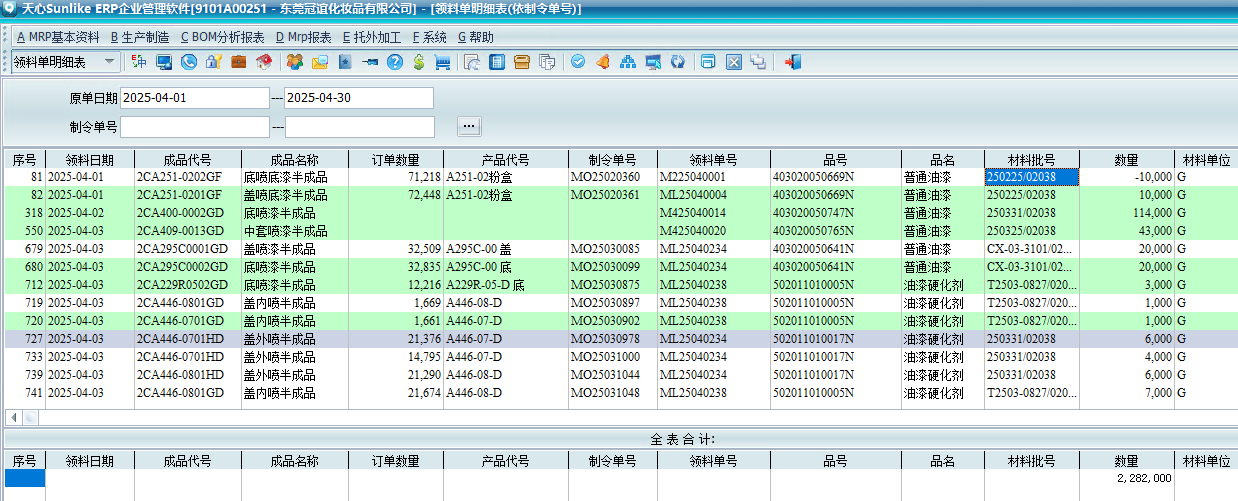 天心Sunlike ERP企业管理软件[9101A00251 - 东莞冠谊化妆品有限公司] - [领料单明细表(依制令单号)]
A MRP基本资料 B 生产制造 C BOM分析报表 D Mrp报表 E 托外加工 F 系统 G 帮助
领料单明细表
原单日期 2025-04-01 --- 2025-04-30
制令单号 --- ...
序号 领料日期 成品代号 成品名称 订单数量 产品代号 制令单号 领料单号 品号 品名 材料批号 数量 材料单位
81 2025-04-01 2CA251-0202GF 底喷底漆半成品 71,218 A251-02粉盒 MO25020360 M225040001 403020050669N 普通油漆 250225/02038 -10,000 G
82 2025-04-01 2CA251-0201GF 盖喷底漆半成品 72,448 A251-02粉盒 MO25020361 ML25040004 403020050669N 普通油漆 250225/02038 10,000 G
318 2025-04-02 2CA400-0002GD 底喷漆半成品 M425040014 403020050747N 普通油漆 250331/02038 114,000 G
550 2025-04-03 2CA409-0013GD 中套喷漆半成品 M425040020 403020050765N 普通油漆 250325/02038 43,000 G
679 2025-04-03 2CA295C0001GD 盖喷漆半成品 32,509 A295C-00 盖 MO25030085 ML25040234 403020050641N 普通油漆 CX-03-3101/02... 20,000 G
680 2025-04-03 2CA295C0002GD 底喷漆半成品 32,835 A295C-00 底 MO25030099 ML25040234 403020050641N 普通油漆 CX-03-3101/02... 20,000 G
712 2025-04-03 2CA229R0502GD 底喷漆半成品 12,216 A229R-05-D 底 MO25030875 ML25040238 502011010005N 油漆硬化剂 T2503-0827/020... 3,000 G
719 2025-04-03 2CA446-0801GD 盖内喷半成品 1,669 A446-08-D MO25030897 ML25040238 502011010005N 油漆硬化剂 T2503-0827/020... 1,000 G
720 2025-04-03 2CA446-0701GD 盖内喷半成品 1,661 A446-07-D MO25030902 ML25040238 502011010005N 油漆硬化剂 T2503-0827/020... 1,000 G
727 2025-04-03 2CA446-0701HD 盖外喷半成品 21,376 A446-07-D MO25030978 ML25040234 502011010017N 油漆硬化剂 250331/02038 6,000 G
733 2025-04-03 2CA446-0701HD 盖外喷半成品 14,795 A446-07-D MO25031000 ML25040234 502011010017N 油漆硬化剂 250331/02038 4,000 G
739 2025-04-03 2CA446-0801HD 盖外喷半成品 21,290 A446-08-D MO25031044 ML25040234 502011010017N 油漆硬化剂 250331/02038 6,000 G
741 2025-04-03 2CA446-0801GD 盖内喷半成品 21,674 A446-08-D MO25031048 ML25040238 502011010005N 油漆硬化剂 T2503-0827/020... 7,000 G
全 表 合 计:
序号 领料日期 成品代号 成品名称 订单数量 产品代号 制令单号 领料单号 品号 品名 材料批号 数量 材料单位
2,282,000